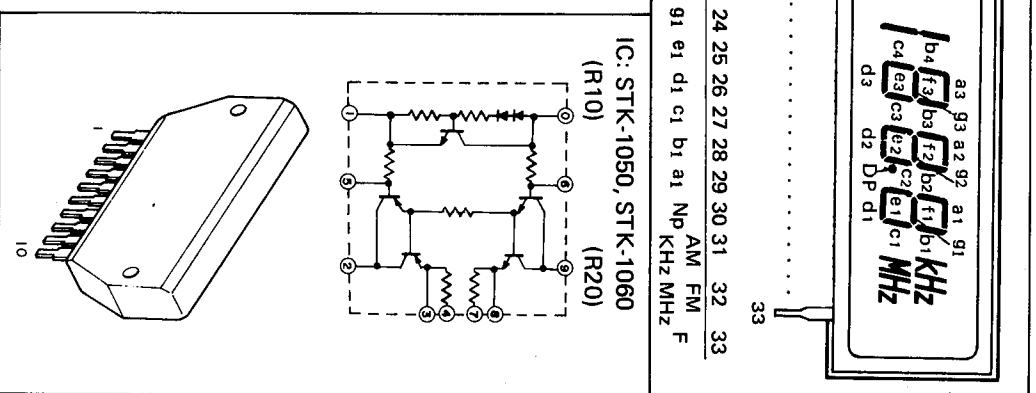 a3 g3 a2 g2 a1 g1
b4 f3 b3 f2 b2 f1 b1 kHz
c4 e3 c3 e2 c2 e1 c1 MHz
d3 d2 DP d1
33
24 25 26 27 28 29 30 31 32 33
g1 e1 d1 c1 b1 a1 Np AM FM F
KHz MHz
IC: STK-1050, STK-1060
(R10) (R20)
0 6 9
8
7
4
3
1 5 2
1 10